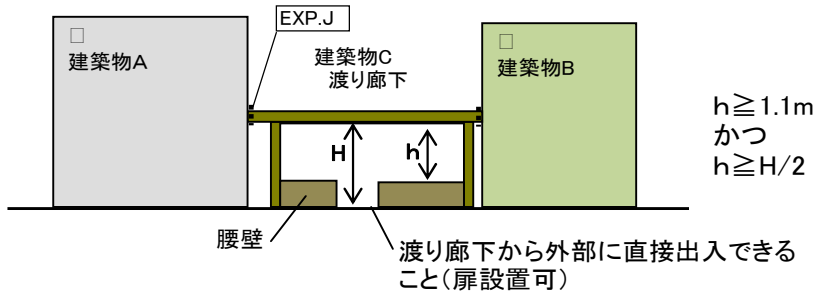 EXP.J
□
建築物A
建築物C
渡り廊下
□
建築物B
H
h
h≧1.1m
かつ
h≧H/2
腰壁
渡り廊下から外部に直接出入できる
こと(扉設置可)